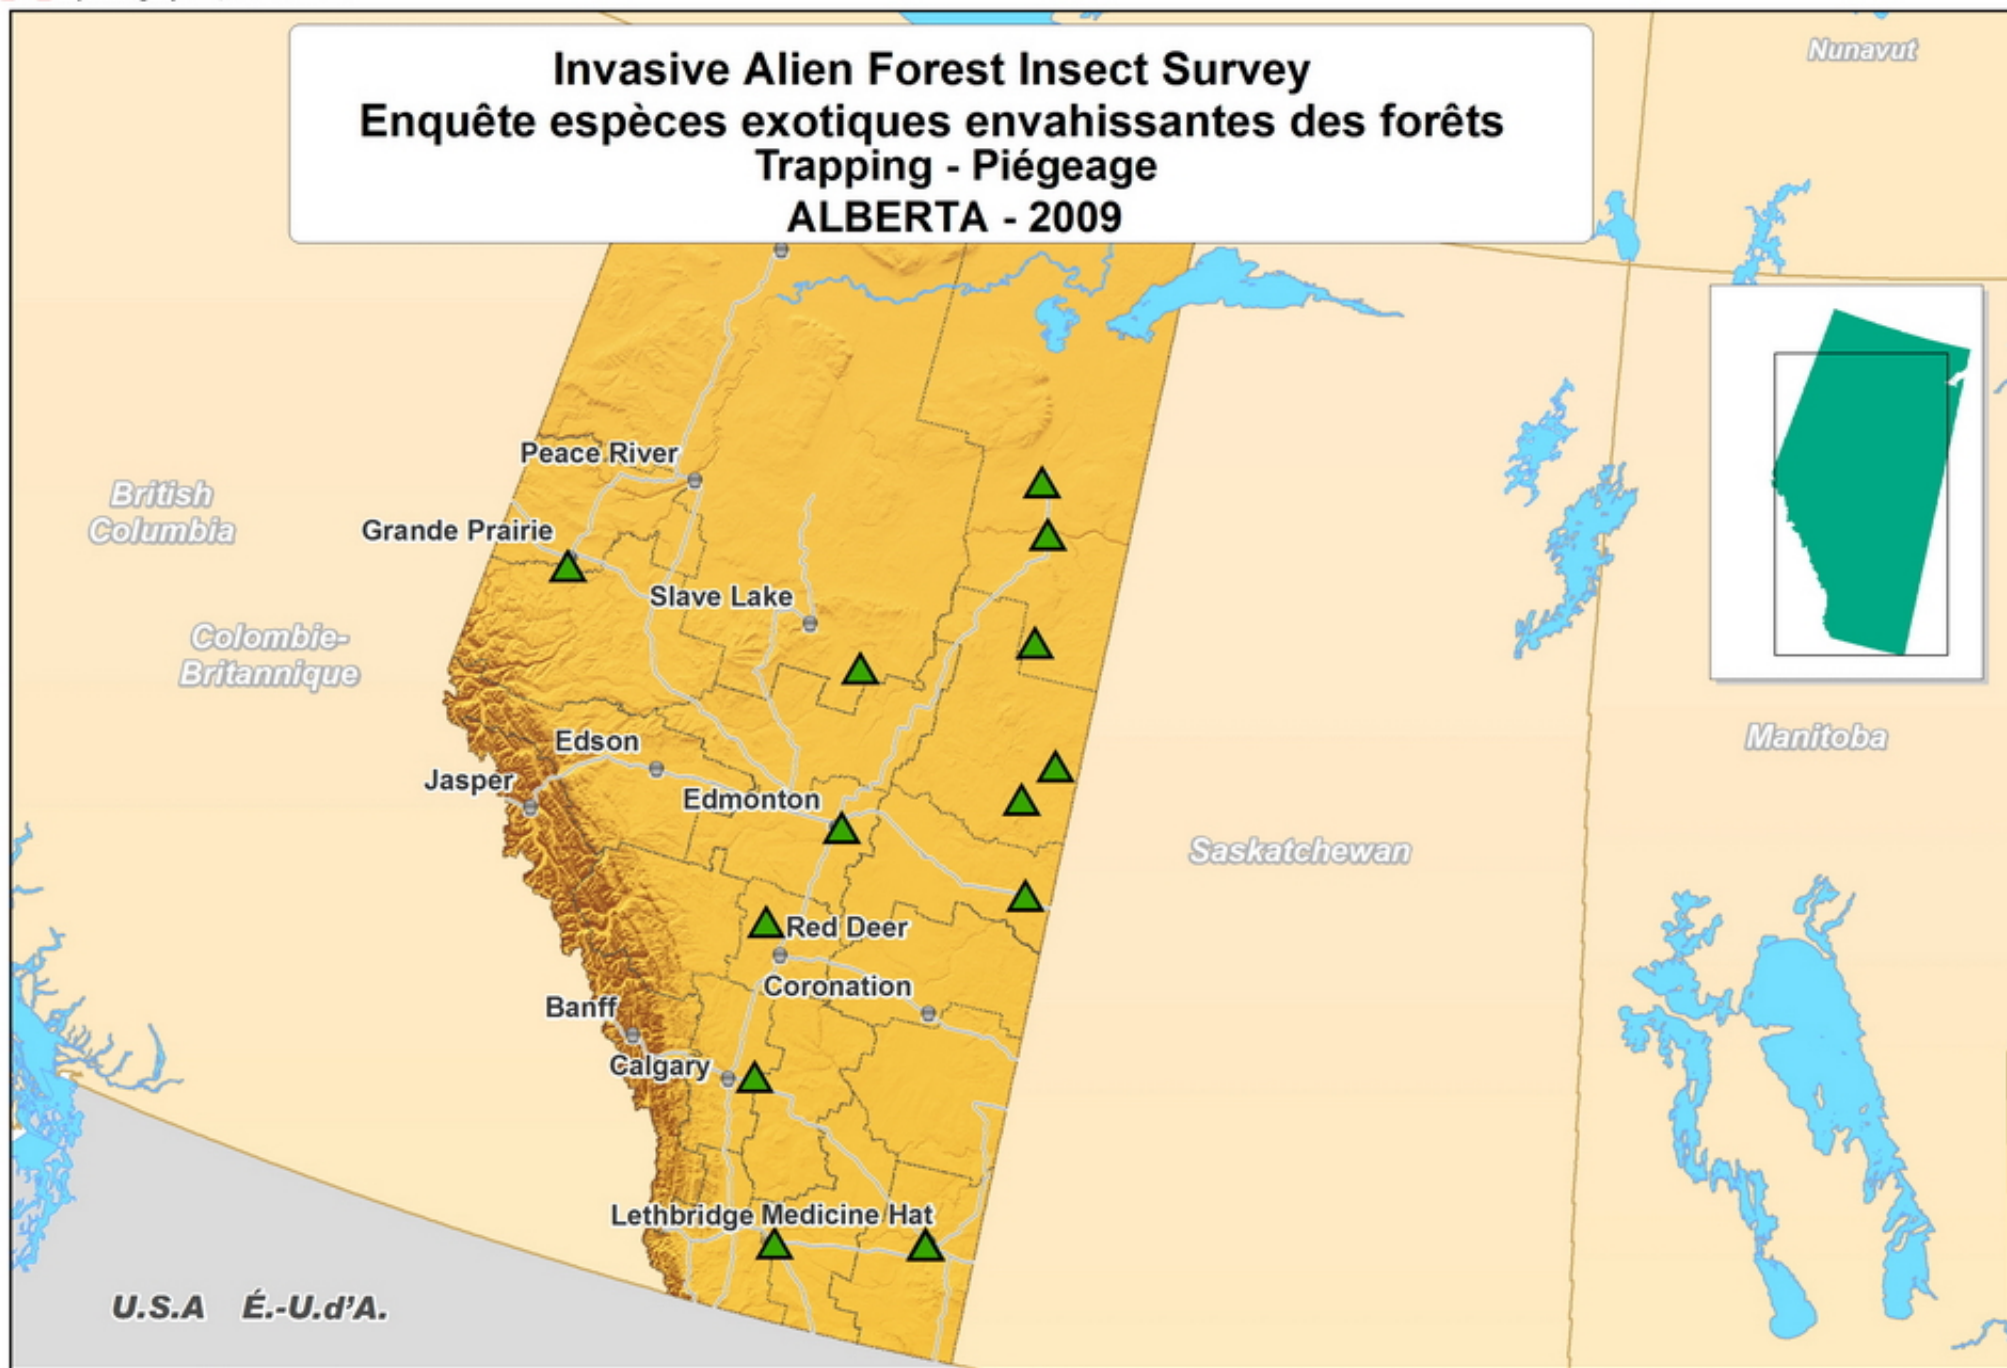 Invasive Alien Forest Insect Survey
Enquête espèces exotiques envahissantes des forêts
Trapping - Piégeage
ALBERTA - 2009
Nunavut
Peace River
British
Columbia
Grande Prairie
Slave Lake
Colombie-
Britannique
Manitoba
Edson
Jasper
Edmonton
Saskatchewan
Red Deer
Coronation
Banff
Calgary
Lethbridge Medicine Hat
U.S.A É.-U.d'A.